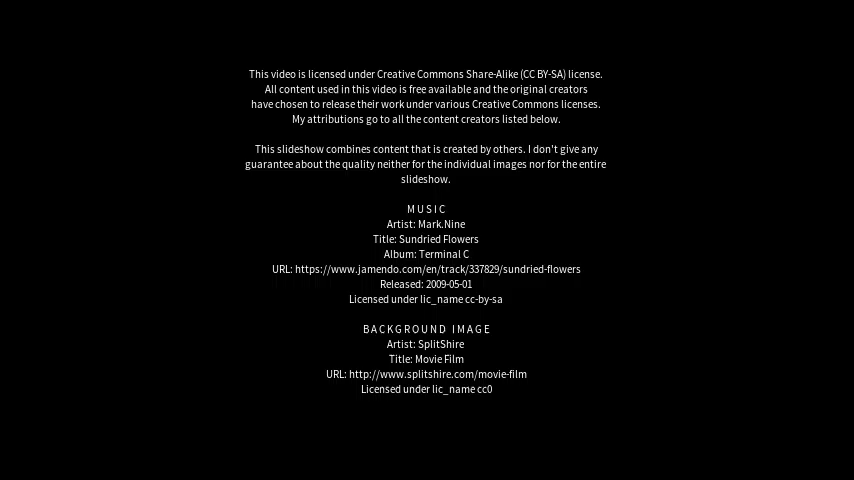 This video is licensed under Creative Commons Share-Alike (CC BY-SA) license.
All content used in this video is free available and the original creators
have chosen to release their work under various Creative Commons licenses.
My attributions go to all the content creators listed below.
This slideshow combines content that is created by others. I don't give any
guarantee about the quality neither for the individual images nor for the entire
slideshow.
MUSIC
Artist: Mark.Nine
Title: Sundried Flowers
Album: Terminal C
URL: https://www.jamendo.com/en/track/337829/sundried-flowers
Released: 2009-05-01
Licensed under lic_name cc-by-sa
BACKGROUND IMAGE
Artist: SplitShire
Title: Movie Film
URL: http://www.splitshire.com/movie-film
Licensed under lic_name cc0